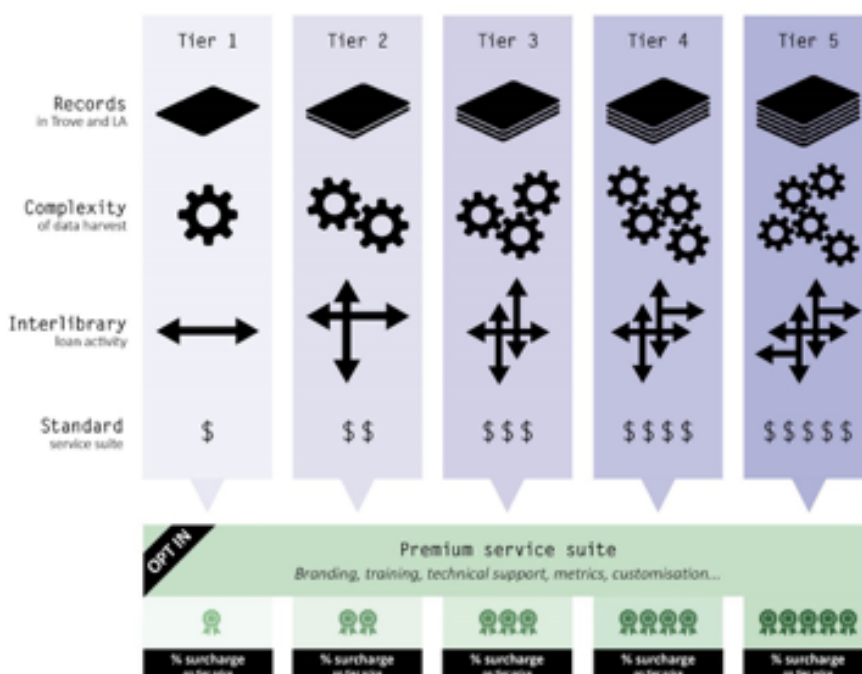 Tier 1
Tier 2
Tier 3
Tier 4
Tier 5
Records
in Trove and LA
Complexity
of data harvest
Interlibrary
loan activity
Standard
service suite
$
$$
$$$
$$$$
$$$$$
OPT IN
Premium service suite
Branding, training, technical support, metrics, customisation...
% surcharge
% surcharge
% surcharge
% surcharge
% surcharge